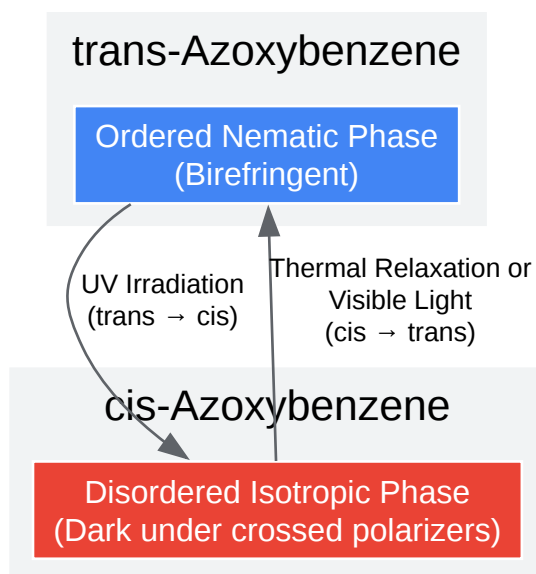 trans-Azoxybenzene
Ordered Nematic Phase
(Birefringent)
UV Irradiation
(trans → cis)
Thermal Relaxation or
Visible Light
(cis → trans)
cis-Azoxybenzene
Disordered Isotropic Phase
(Dark under crossed polarizers)